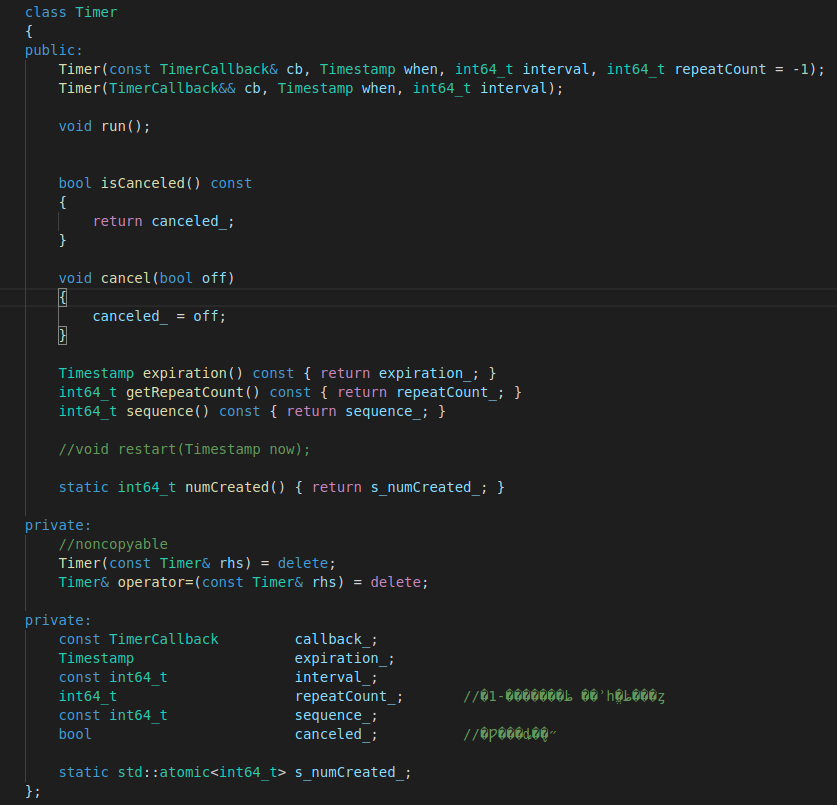 class Timer
{
public:
    Timer(const TimerCallback& cb, Timestamp when, int64_t interval, int64_t repeatCount = -1);
    Timer(TimerCallback&& cb, Timestamp when, int64_t interval);

    void run();


    bool isCanceled() const
    {
        return canceled_;
    }

    void cancel(bool off)
    {
        canceled_ = off;
    }

    Timestamp expiration() const { return expiration_; }
    int64_t getRepeatCount() const { return repeatCount_; }
    int64_t sequence() const { return sequence_; }

    //void restart(Timestamp now);

    static int64_t numCreated() { return s_numCreated_; }

private:
    //noncopyable
    Timer(const Timer& rhs) = delete;
    Timer& operator=(const Timer& rhs) = delete;

private:
    const TimerCallback         callback_;
    Timestamp                   expiration_;
    const int64_t               interval_;
    int64_t                     repeatCount_;       //
    const int64_t               sequence_;
    bool                        canceled_;          //

    static std::atomic<int64_t> s_numCreated_;
};